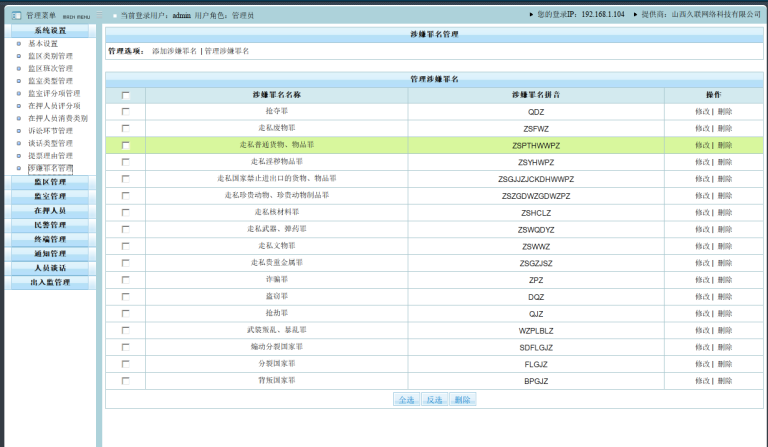 管理菜单 MAIN MENU 当前登录用户：admin 用户角色：管理员 您的登录IP：192.168.1.104 提供商：山西久联网络科技有限公司
系统设置
基本设置
监区类别管理
监区班次管理
监室类型管理
监室评分项管理
在押人员评分项
在押人员消费类别
诉讼环节管理
谈话类型管理
提票理由管理
涉嫌罪名管理
监区管理
监室管理
在押人员
民警管理
终端管理
通知管理
人员谈话
出入监管理
涉嫌罪名管理
管理选项： 添加涉嫌罪名 | 管理涉嫌罪名
管理涉嫌罪名
涉嫌罪名名称 涉嫌罪名拼音 操作
抢夺罪 QDZ 修改 | 删除
走私废物罪 ZSFWZ 修改 | 删除
走私普通货物、物品罪 ZSPTHWWPZ 修改 | 删除
走私淫秽物品罪 ZSYHWPZ 修改 | 删除
走私国家禁止进出口的货物、物品罪 ZSGJJZJCKDHWWPZ 修改 | 删除
走私珍贵动物、珍贵动物制品罪 ZSZGDWZGDWZPZ 修改 | 删除
走私核材料罪 ZSHCLZ 修改 | 删除
走私武器、弹药罪 ZSWQDYZ 修改 | 删除
走私文物罪 ZSWWZ 修改 | 删除
走私贵重金属罪 ZSGZJSZ 修改 | 删除
诈骗罪 ZPZ 修改 | 删除
盗窃罪 DQZ 修改 | 删除
抢劫罪 QJZ 修改 | 删除
武装叛乱、暴乱罪 WZPLBLZ 修改 | 删除
煽动分裂国家罪 SDFLGJZ 修改 | 删除
分裂国家罪 FLGJZ 修改 | 删除
背叛国家罪 BPGJZ 修改 | 删除
全选 反选 删除